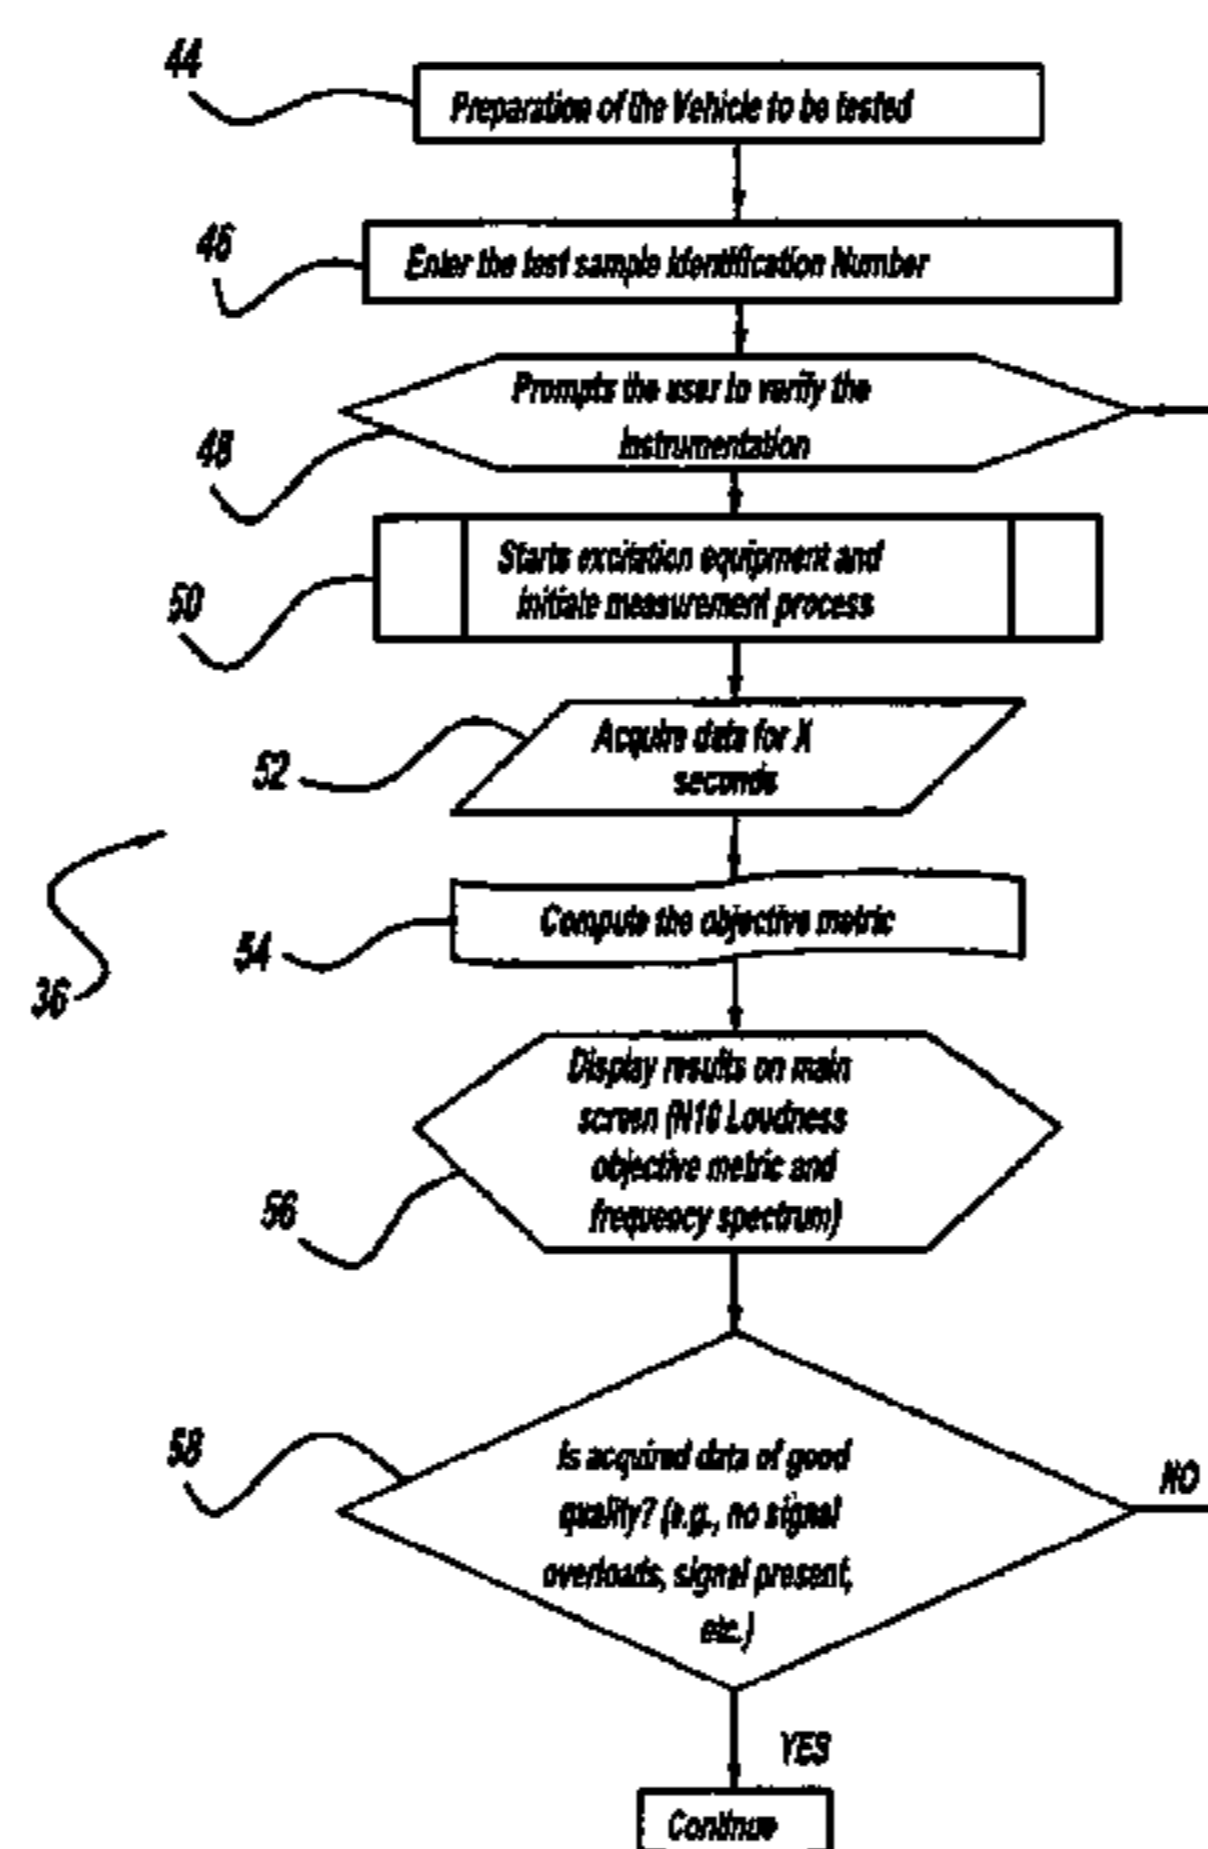 44
Preparation of the Vehicle to be tested
46
Enter the test sample Identification Number
Prompts the user to verify the
instrumentation
48
Starts excitation equipment and
initiate measurement process
50
Acquire data for X
seconds
52
Compute the objective metric
54
36
Display results on main
screen (N10 Loudness
objective metric and
frequency spectrum)
56
58
Is acquired data of good
quality? (e.g., no signal
overloads, signal present,
etc.)
NO
YES
Continue